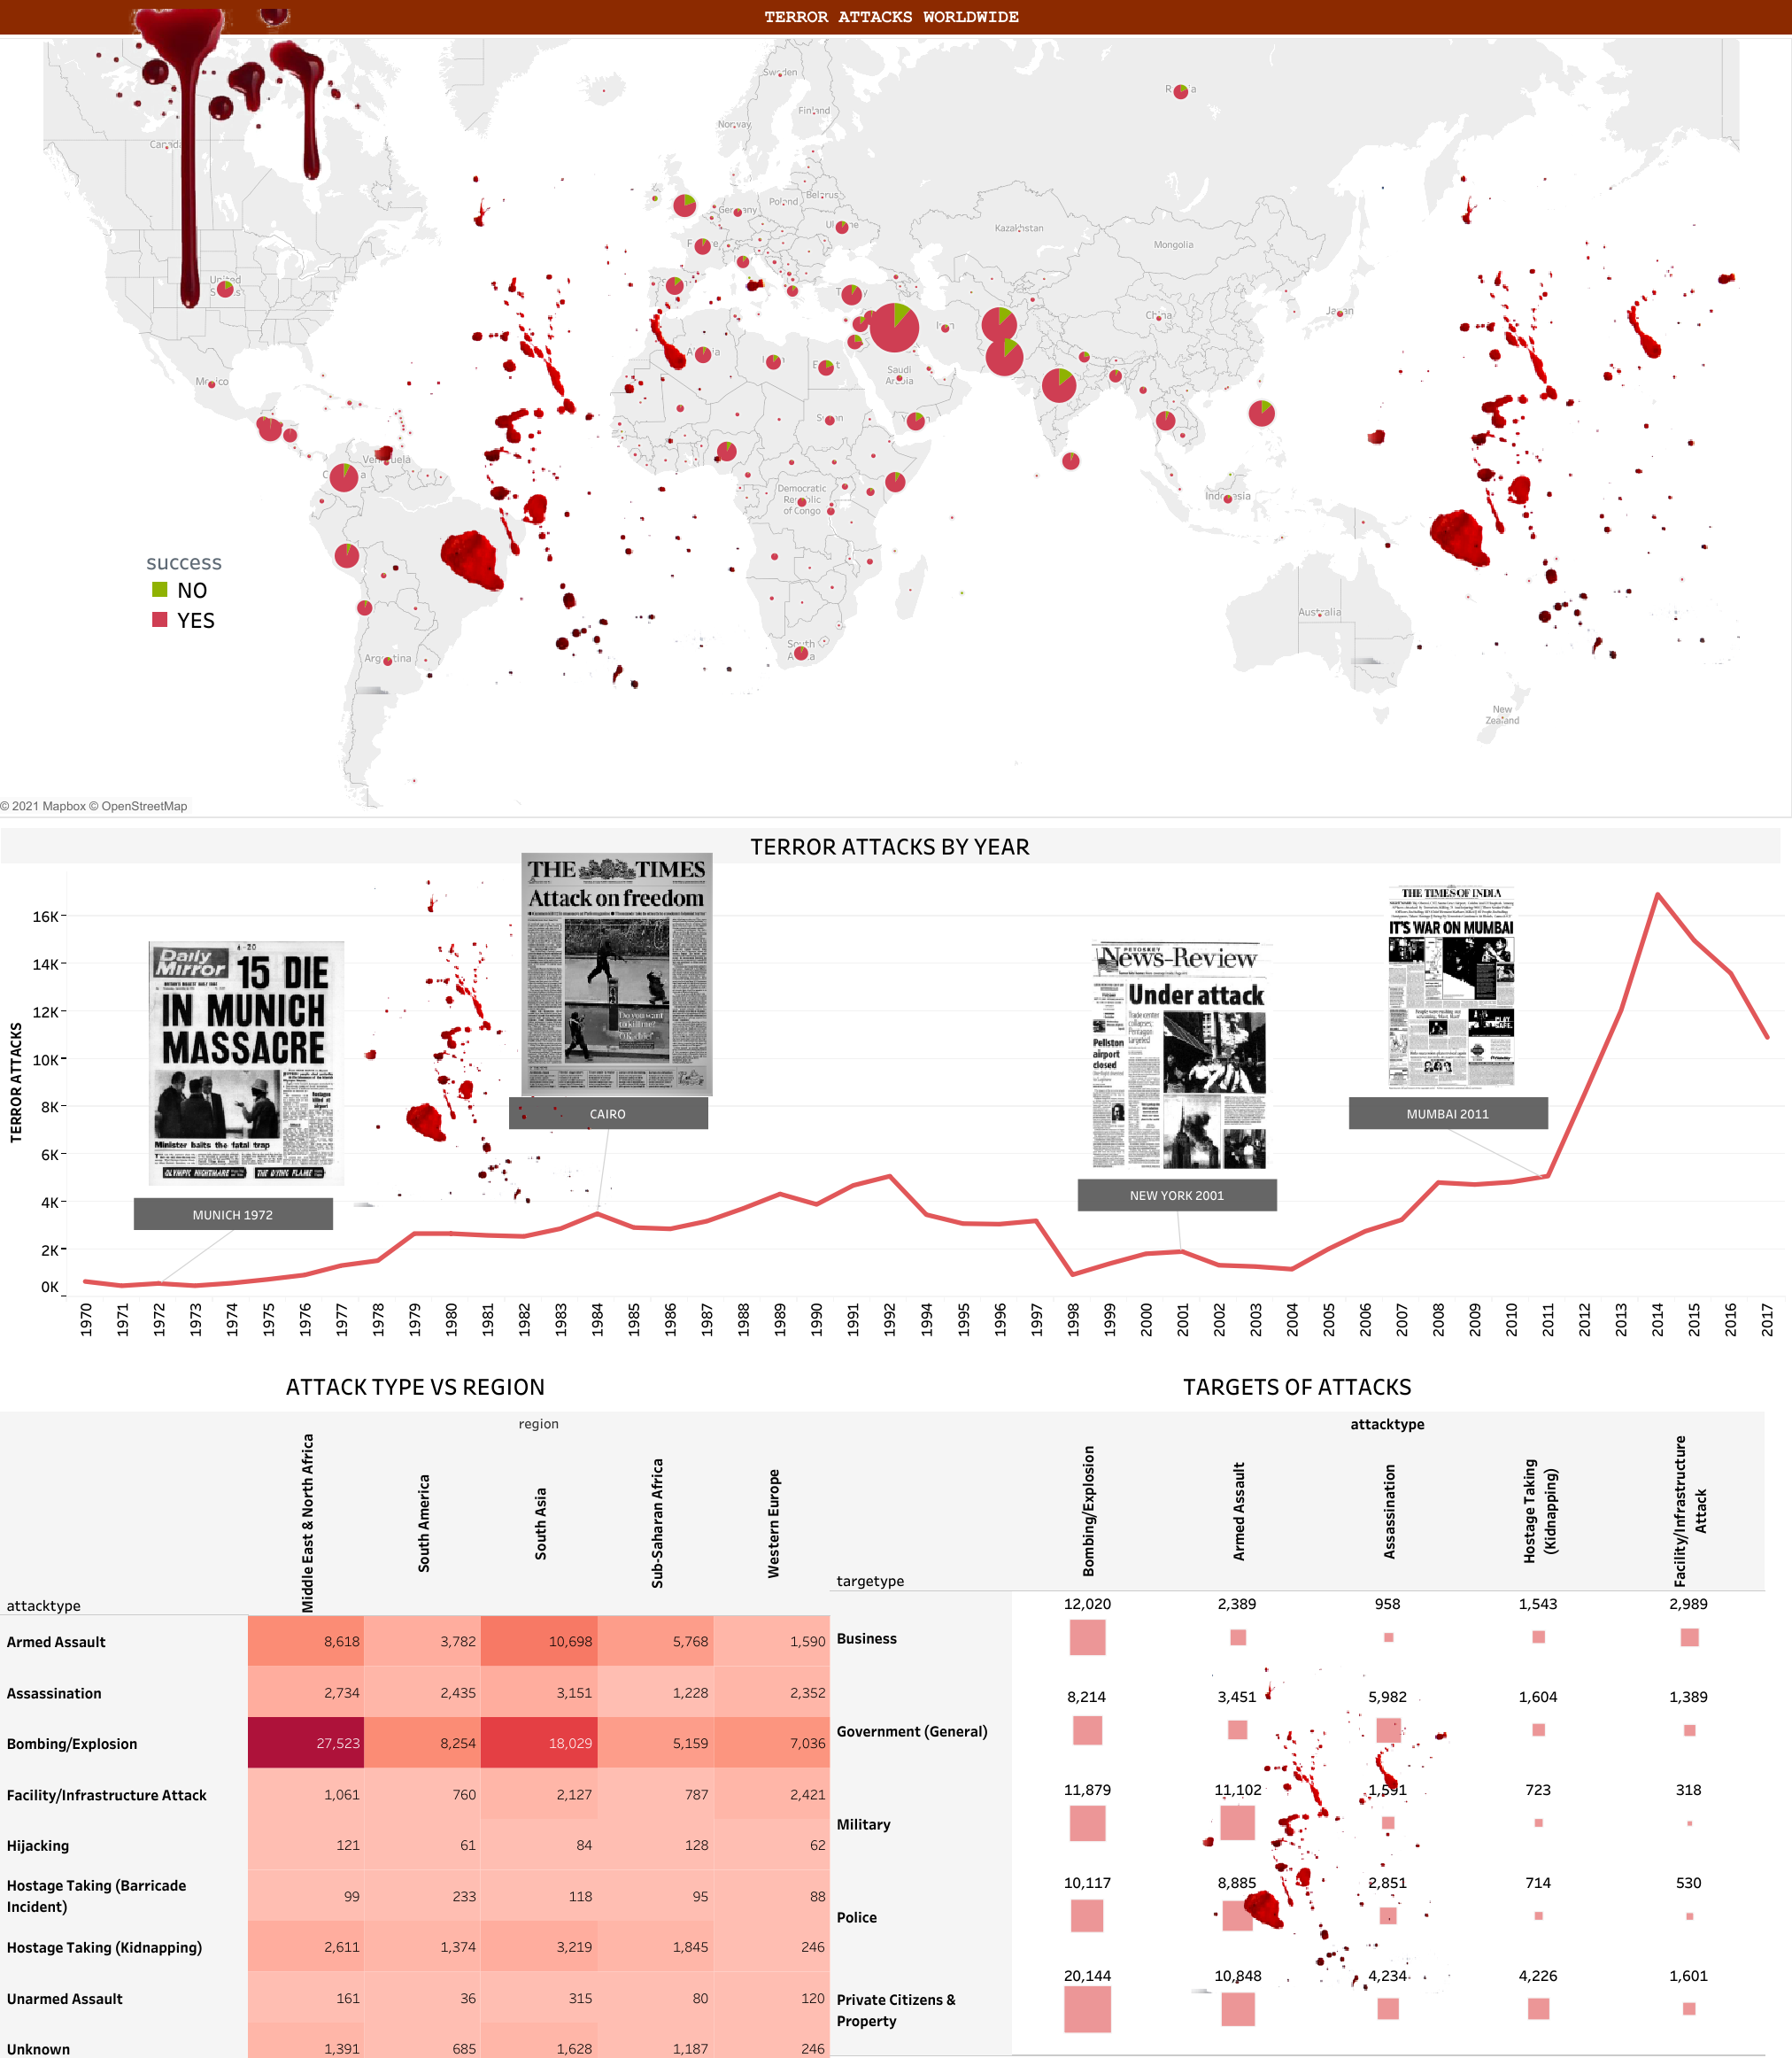 TERROR ATTACKS WORLDWIDE
Sweden
Finland
Norway
Canada
Belarus
Poland
Germany
Kazakhstan
Mongolia
United
China
Japan
Mexico
Saudi
Arabia
Venezuela
Democratic
Republic
of Congo
Indonesia
success
NO
YES
Australia
South
Argentina
New
Zealand
© 2021 Mapbox © OpenStreetMap
TERROR ATTACKS BY YEAR
TERROR ATTACKS
16K
14K
12K
10K
8K
6K
4K
2K
0K
Daily
Mirror
15 DIE
IN MUNICH
MASSACRE
Minister baits the fatal trap
OLYMPIC NIGHTMARE
THE DYING FLAME
MUNICH 1972
THE TIMES
Attack on freedom
CAIRO
PETOSKEY
News-Review
Under attack
Trade center
collapses;
Pentagon
targeted
Pellston
airport
closed
NEW YORK 2001
THE TIMES OF INDIA
IT'S WAR ON MUMBAI
MUMBAI 2011
1970 1971 1972 1973 1974 1975 1976 1977 1978 1979 1980 1981 1982 1983 1984 1985 1986 1987 1988 1989 1990 1991 1992 1994 1995 1996 1997 1998 1999 2000 2001 2002 2003 2004 2005 2006 2007 2008 2009 2010 2011 2012 2013 2014 2015 2016 2017
ATTACK TYPE VS REGION
region
attacktype
Middle East & North Africa
South America
South Asia
Sub-Saharan Africa
Western Europe
Armed Assault 8,618 3,782 10,698 5,768 1,590
Assassination 2,734 2,435 3,151 1,228 2,352
Bombing/Explosion 27,523 8,254 18,029 5,159 7,036
Facility/Infrastructure Attack 1,061 760 2,127 787 2,421
Hijacking 121 61 84 128 62
Hostage Taking (Barricade
Incident) 99 233 118 95 88
Hostage Taking (Kidnapping) 2,611 1,374 3,219 1,845 246
Unarmed Assault 161 36 315 80 120
Unknown 1,391 685 1,628 1,187 246
TARGETS OF ATTACKS
attacktype
targetype
Bombing/Explosion
Armed Assault
Assassination
Hostage Taking
(Kidnapping)
Facility/Infrastructure
Attack
Business 12,020 2,389 958 1,543 2,989
Government (General) 8,214 3,451 5,982 1,604 1,389
Military 11,879 11,102 1,591 723 318
Police 10,117 8,885 2,851 714 530
Private Citizens &
Property 20,144 10,848 4,234 4,226 1,601